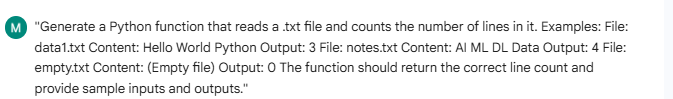 M "Generate a Python function that reads a .txt file and counts the number of lines in it. Examples: File:
data1.txt Content: Hello World Python Output: 3 File: notes.txt Content: AI ML DL Data Output: 4 File:
empty.txt Content: (Empty file) Output: 0 The function should return the correct line count and
provide sample inputs and outputs."